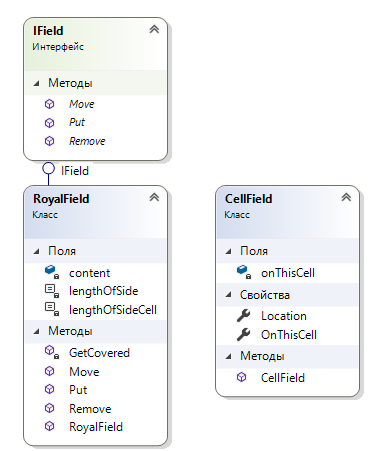 IField
Интерфейс
Методы
Move
Put
Remove
IField
RoyalField
Класс
Поля
content
lengthOfSide
lengthOfSideCell
Методы
GetCovered
Move
Put
Remove
RoyalField
CellField
Класс
Поля
onThisCell
Свойства
Location
OnThisCell
Методы
CellField